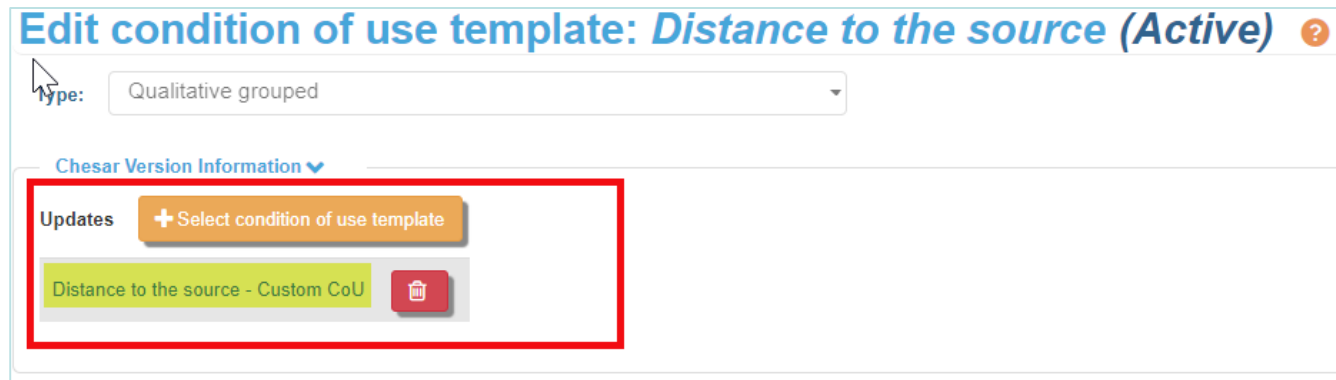 Edit condition of use template: Distance to the source (Active) ?
Type: Qualitative grouped
Chesar Version Information
Updates + Select condition of use template
Distance to the source - Custom CoU